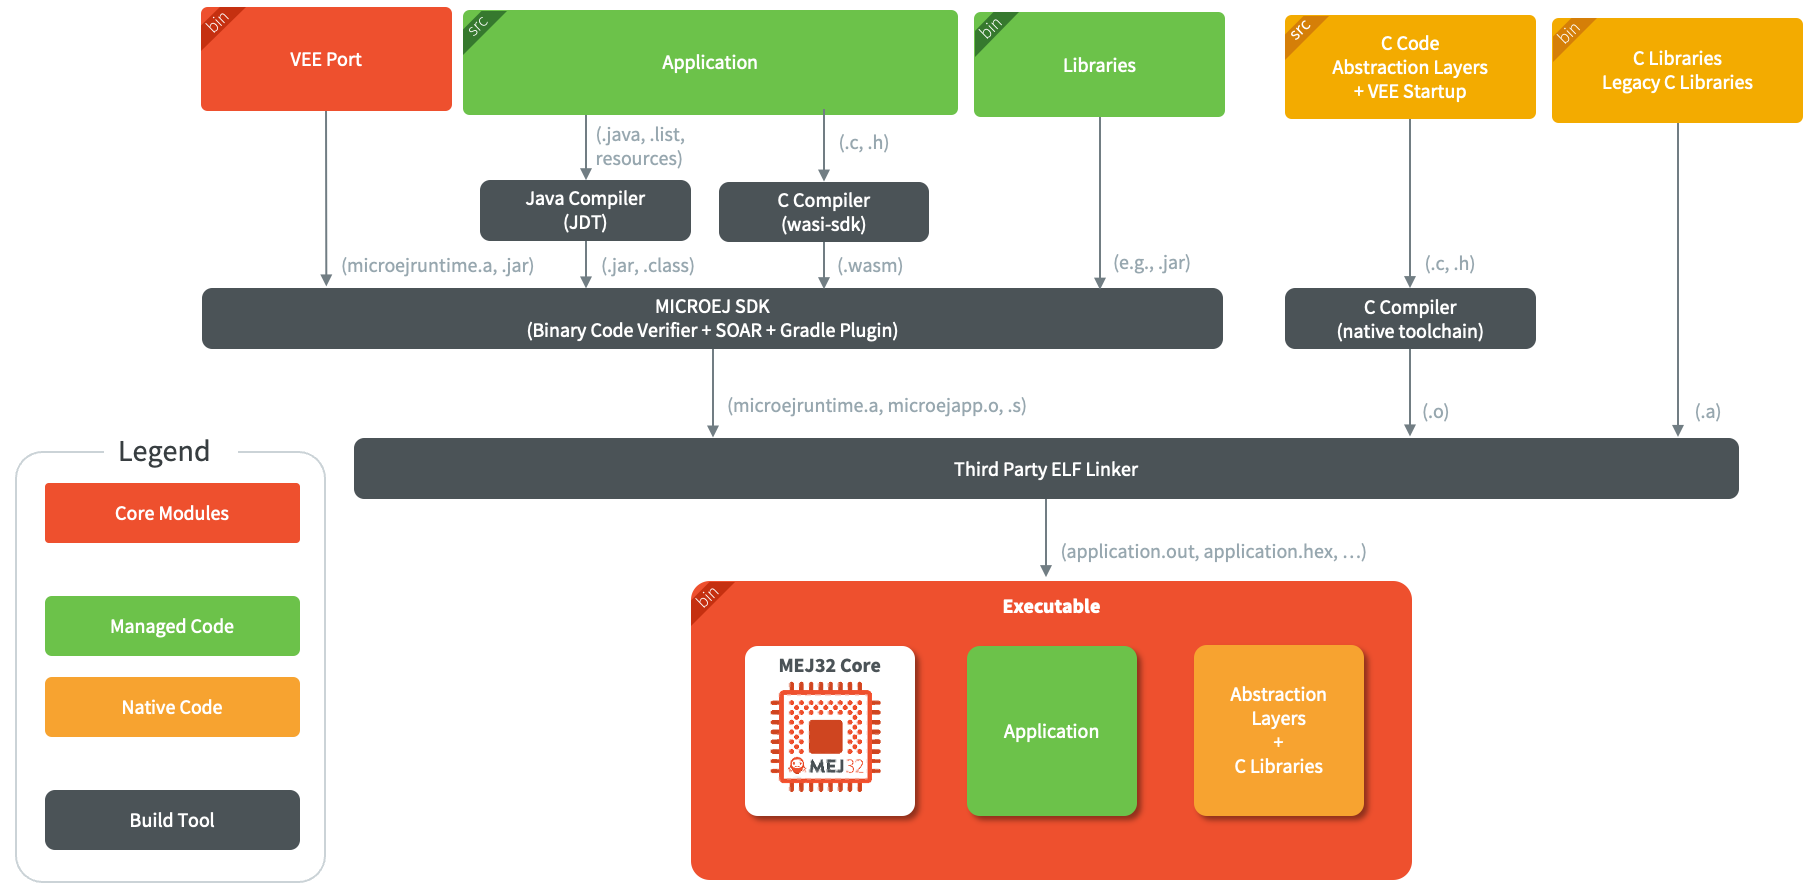 bin
VEE Port
src
Application
bin
Libraries
src
C Code
Abstraction Layers
+ VEE Startup
bin
C Libraries
Legacy C Libraries
(.java, .list,
resources)
(.c, .h)
Java Compiler
(JDT)
C Compiler
(wasi-sdk)
(microejruntime.a, .jar)
(.jar, .class)
(.wasm)
(e.g., .jar)
(.c, .h)
MICROEJ SDK
(Binary Code Verifier + SOAR + Gradle Plugin)
C Compiler
(native toolchain)
(microejruntime.a, microejapp.o, .s)
(.o)
(.a)
Third Party ELF Linker
(application.out, application.hex, …)
bin
Executable
MEJ32 Core
MEJ32
Application
Abstraction
Layers
+
C Libraries
Legend
Core Modules
Managed Code
Native Code
Build Tool